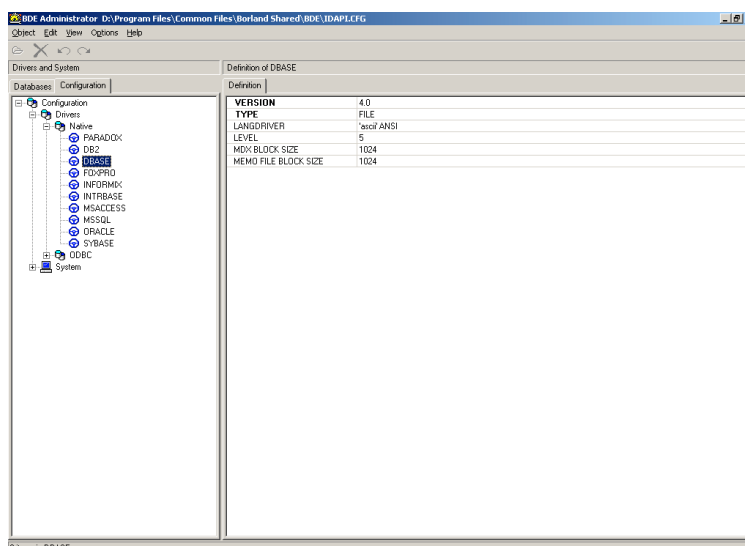 BDE Administrator D:\Program Files\Common Files\Borland Shared\BDE\IDAPI.CFG
Object Edit View Options Help
Drivers and System
Definition of DBASE
Databases Configuration
Definition
Configuration
Drivers
Native
PARADOX
DB2
DBASE
FOXPRO
INFORMIX
INTRBASE
MSACCESS
MSSQL
ORACLE
SYBASE
ODBC
System
VERSION 4.0
TYPE FILE
LANGDRIVER 'ascii' ANSI
LEVEL 5
MDX BLOCK SIZE 1024
MEMO FILE BLOCK SIZE 1024